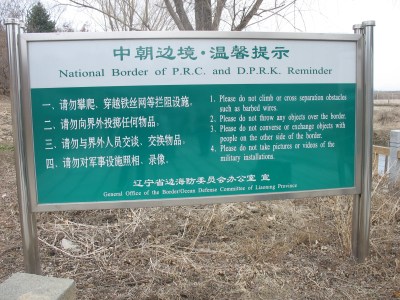 中朝边境·温馨提示
National Border of P.R.C. and D.P.R.K. Reminder
一、请勿攀爬、穿越铁丝网等拦阻设施。
二、请勿向界外投掷任何物品。
三、请勿与界外人员交谈、交换物品。
四、请勿对军事设施照相、录像。
1. Please do not climb or cross separation obstacles
such as barbed wires.
2. Please do not throw any objects over the border.
3. Please do not converse or exchange objects with
people on the other side of the border.
4. Please do not take pictures or videos of the
military installations.
辽宁省边海防委员会办公室 宣
General Office of the Border/Ocean Defense Committee of Liaoning Province